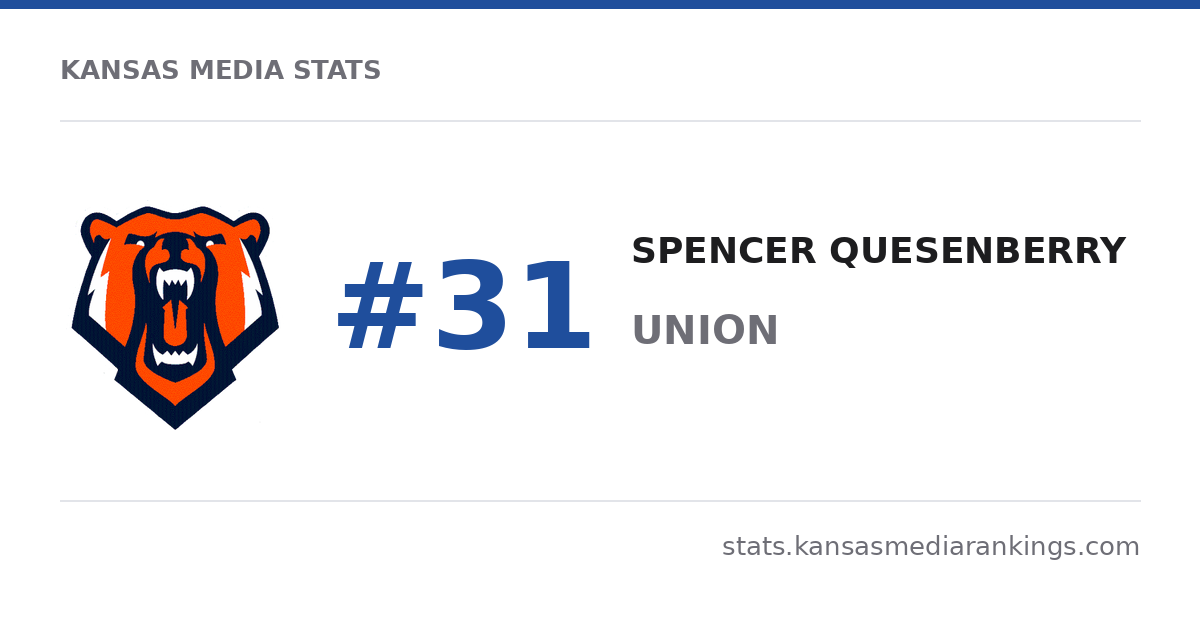 KANSAS MEDIA STATS
#31
SPENCER QUESENBERRY
UNION
stats.kansasmediarankings.com